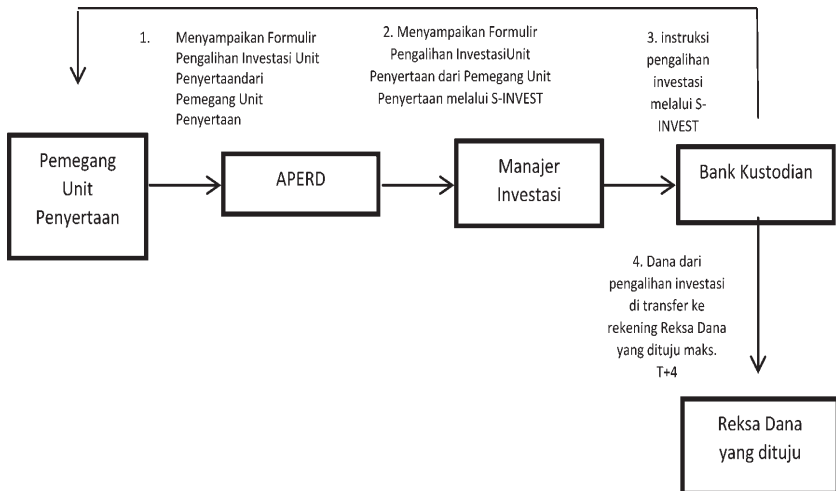 1. Menyampaikan Formulir
Pengalihan Investasi Unit
Penyertaandari
Pemegang Unit
Penyertaan
2. Menyampaikan Formulir
Pengalihan InvestasiUnit
Penyertaan dari Pemegang Unit
Penyertaan melalui S-INVEST
3. instruksi
pengalihan
investasi
melalui S-
INVEST
Pemegang
Unit
Penyertaan
APERD
Manajer
Investasi
Bank Kustodian
4. Dana dari
pengalihan investasi
di transfer ke
rekening Reksa Dana
yang dituju maks.
T+4
Reksa Dana
yang dituju